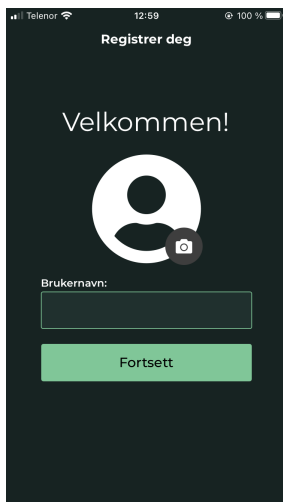 Telenor 12:59 100 %
Registrer deg
Velkommen!
Brukernavn:
Fortsett